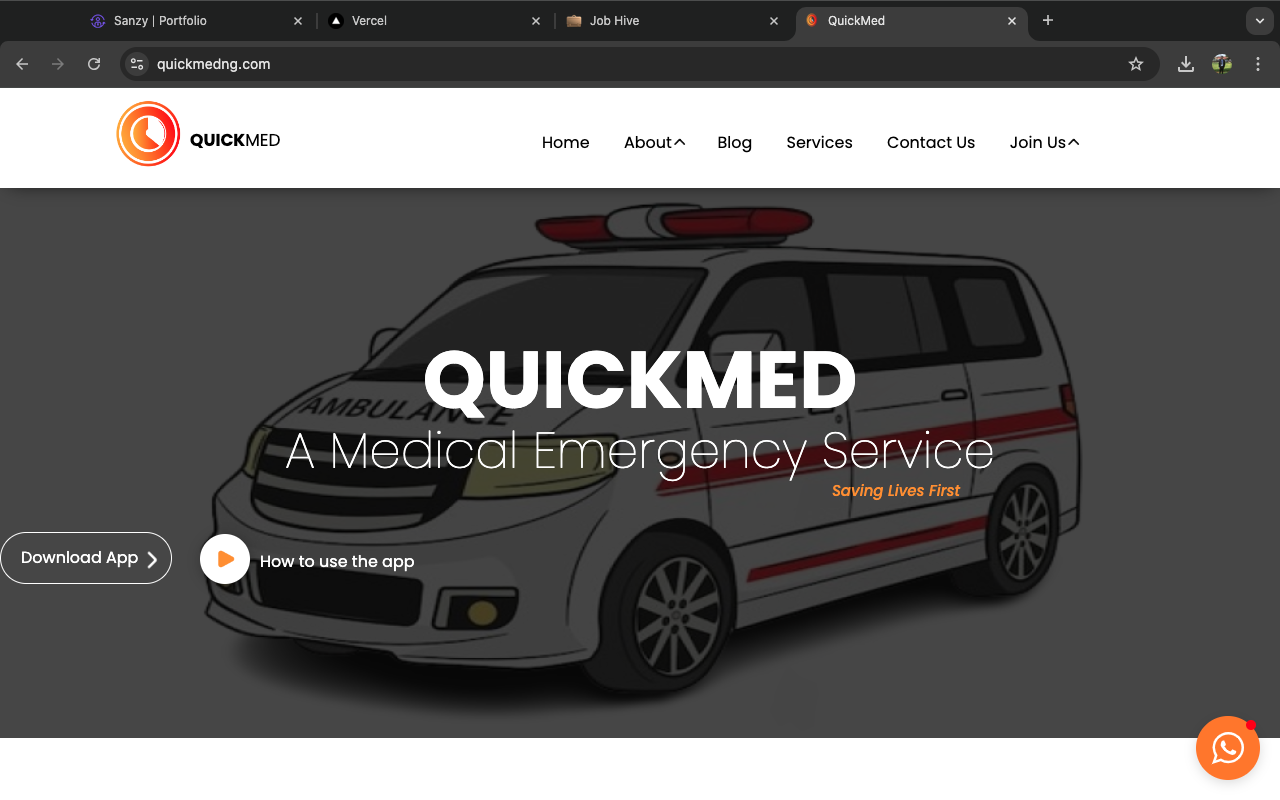 Sanzy | Portfolio
Vercel
Job Hive
QuickMed
quickmedng.com
QUICKMED
Home
About
Blog
Services
Contact Us
Join Us
AMBULANCE
QUICKMED
A Medical Emergency Service
Saving Lives First
Download App
How to use the app